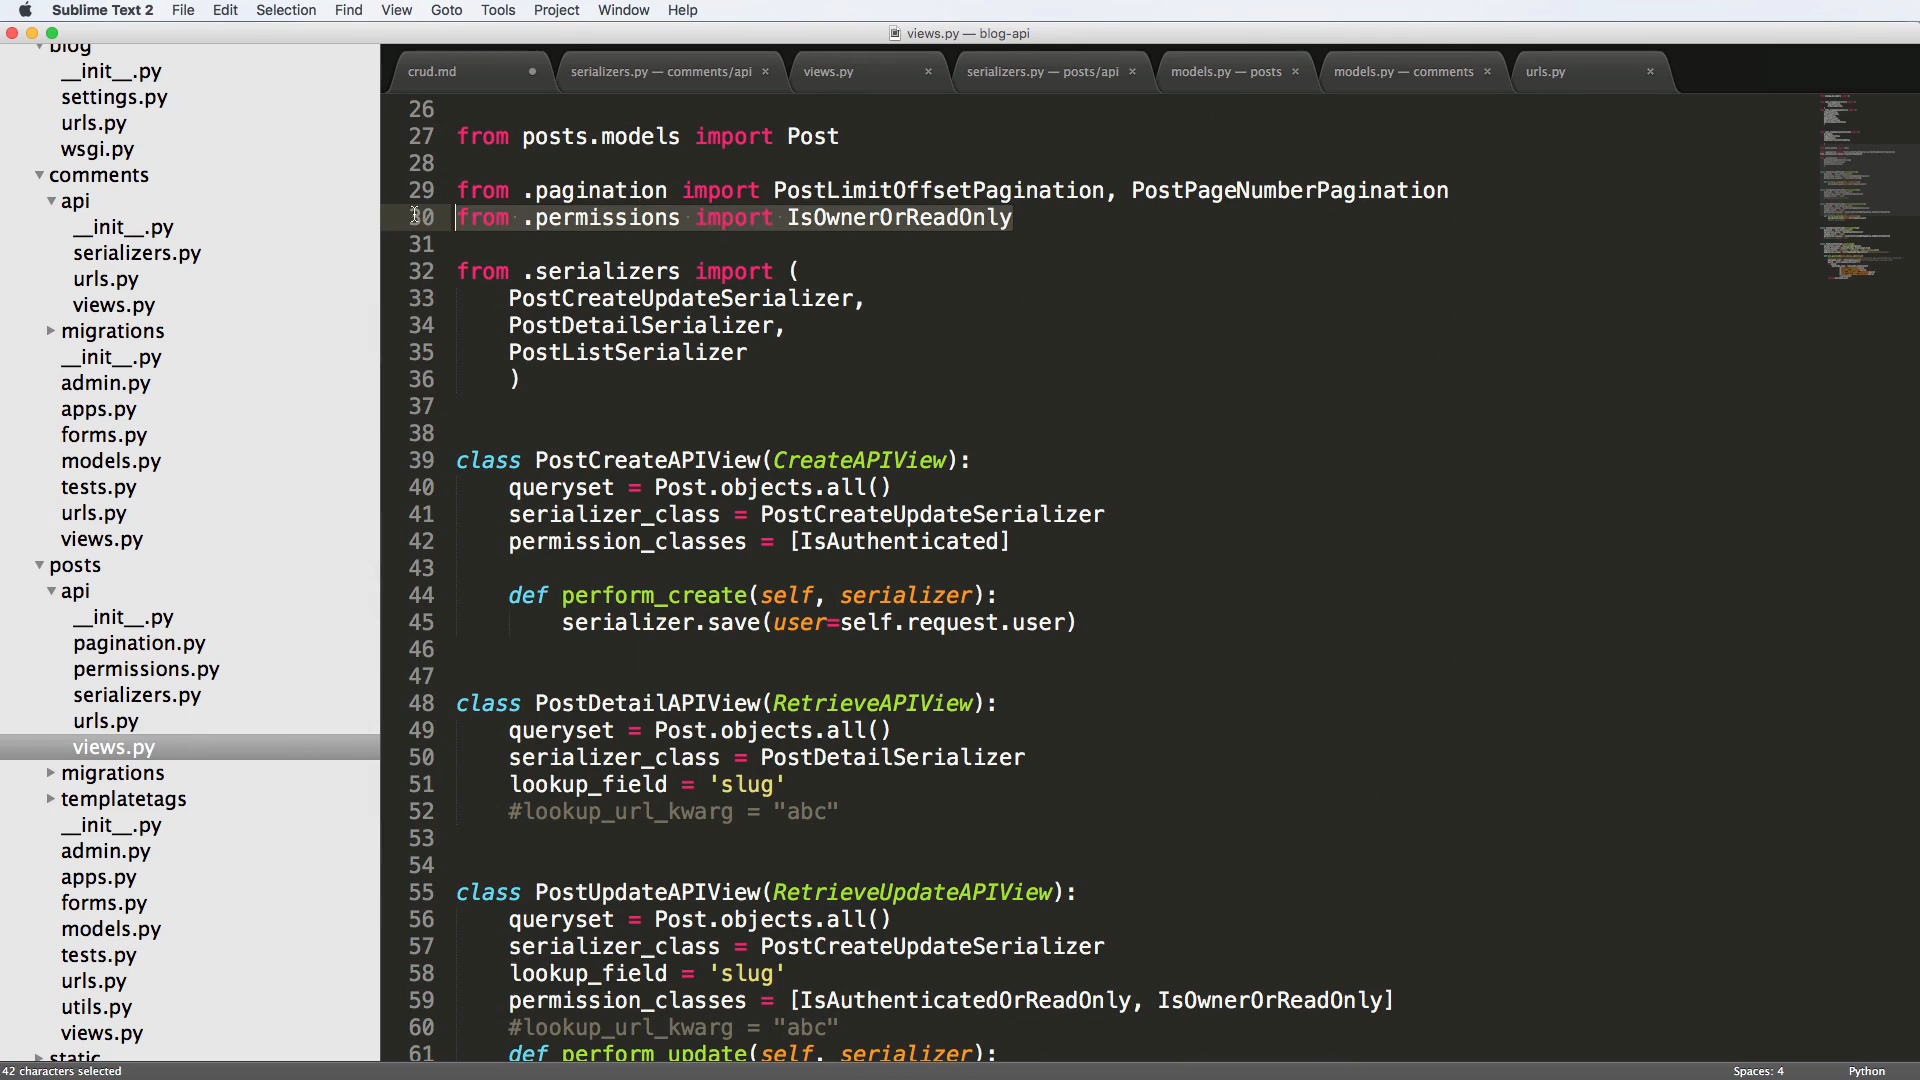 Sublime Text 2 File Edit Selection Find View Goto Tools Project Window Help
views.py — blog-api
crud.md serializers.py — comments/api × views.py × serializers.py — posts/api × models.py — posts × models.py — comments × urls.py ×
blog
__init__.py
settings.py
urls.py
wsgi.py
comments
api
__init__.py
serializers.py
urls.py
views.py
migrations
__init__.py
admin.py
apps.py
forms.py
models.py
tests.py
urls.py
views.py
posts
api
__init__.py
pagination.py
permissions.py
serializers.py
urls.py
views.py
migrations
templatetags
__init__.py
admin.py
apps.py
forms.py
models.py
tests.py
urls.py
utils.py
views.py
static
26
27 from posts.models import Post
28
29 from .pagination import PostLimitOffsetPagination, PostPageNumberPagination
30 from .permissions import IsOwnerOrReadOnly
31
32 from .serializers import (
33 PostCreateUpdateSerializer,
34 PostDetailSerializer,
35 PostListSerializer
36 )
37
38
39 class PostCreateAPIView(CreateAPIView):
40 queryset = Post.objects.all()
41 serializer_class = PostCreateUpdateSerializer
42 permission_classes = [IsAuthenticated]
43
44 def perform_create(self, serializer):
45 serializer.save(user=self.request.user)
46
47
48 class PostDetailAPIView(RetrieveAPIView):
49 queryset = Post.objects.all()
50 serializer_class = PostDetailSerializer
51 lookup_field = 'slug'
52 #lookup_url_kwarg = "abc"
53
54
55 class PostUpdateAPIView(RetrieveUpdateAPIView):
56 queryset = Post.objects.all()
57 serializer_class = PostCreateUpdateSerializer
58 lookup_field = 'slug'
59 permission_classes = [IsAuthenticatedOrReadOnly, IsOwnerOrReadOnly]
60 #lookup_url_kwarg = "abc"
61 def perform_update(self, serializer):
42 characters selected Spaces: 4 Python